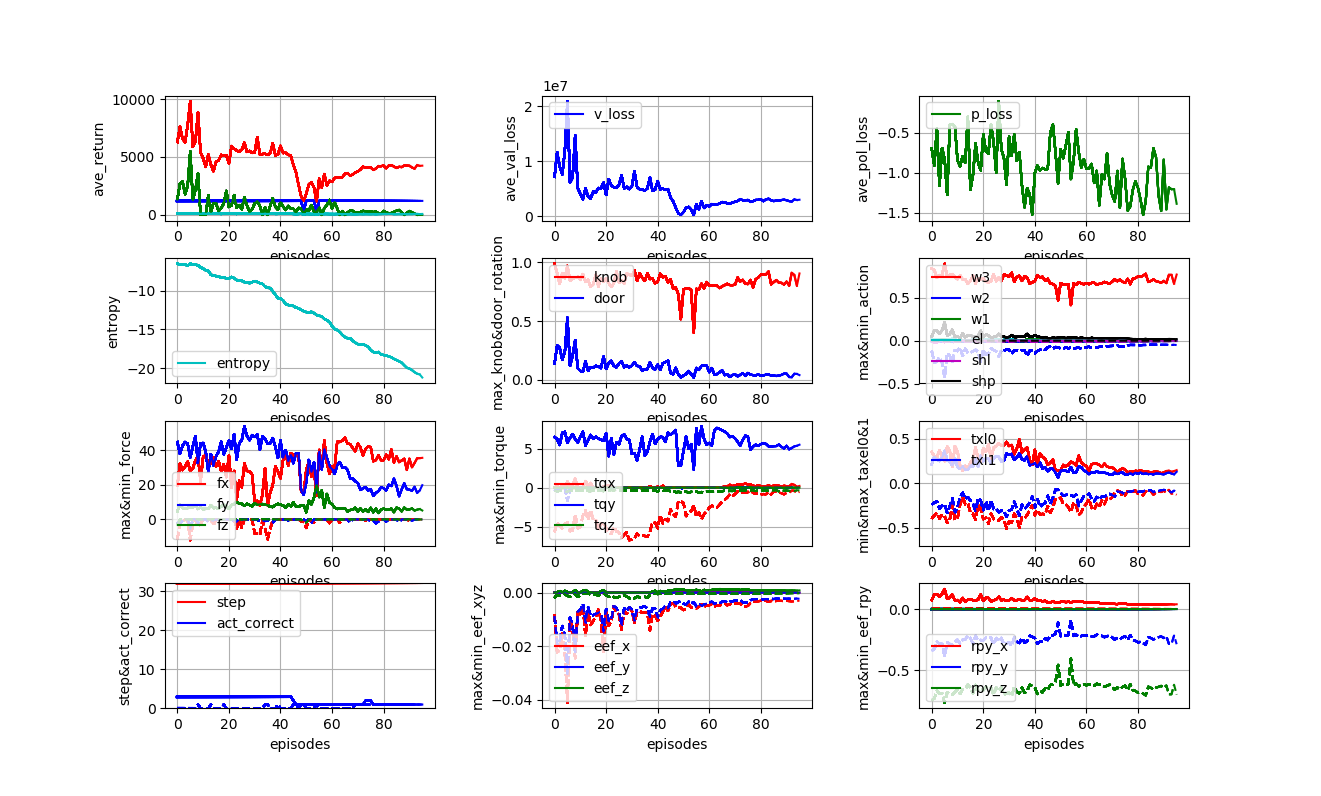 10000
5000
0
ave_return
0 20 40 60 80
episodes
1e7
2
1
0
ave_val_loss
v_loss
0 20 40 60 80
episodes
−0.5
−1.0
−1.5
ave_pol_loss
p_loss
0 20 40 60 80
episodes
−10
−15
−20
entropy
entropy
0 20 40 60 80
episodes
1.0
0.5
0.0
max_knob&door_rotation
knob
door
0 20 40 60 80
episodes
0.5
0.0
−0.5
max&min_action
w3
w2
w1
el
shl
shp
0 20 40 60 80
episodes
40
20
0
max&min_force
fx
fy
fz
0 20 40 60 80
episodes
5
0
−5
max&min_torque
tqx
tqy
tqz
0 20 40 60 80
episodes
0.5
0.0
−0.5
min&max_taxel0&1
txl0
txl1
0 20 40 60 80
episodes
30
20
10
0
step&act_correct
step
act_correct
0 20 40 60 80
episodes
0.00
−0.02
−0.04
max&min_eef_xyz
eef_x
eef_y
eef_z
0 20 40 60 80
episodes
0.0
−0.5
max&min_eef_rpy
rpy_x
rpy_y
rpy_z
0 20 40 60 80
episodes